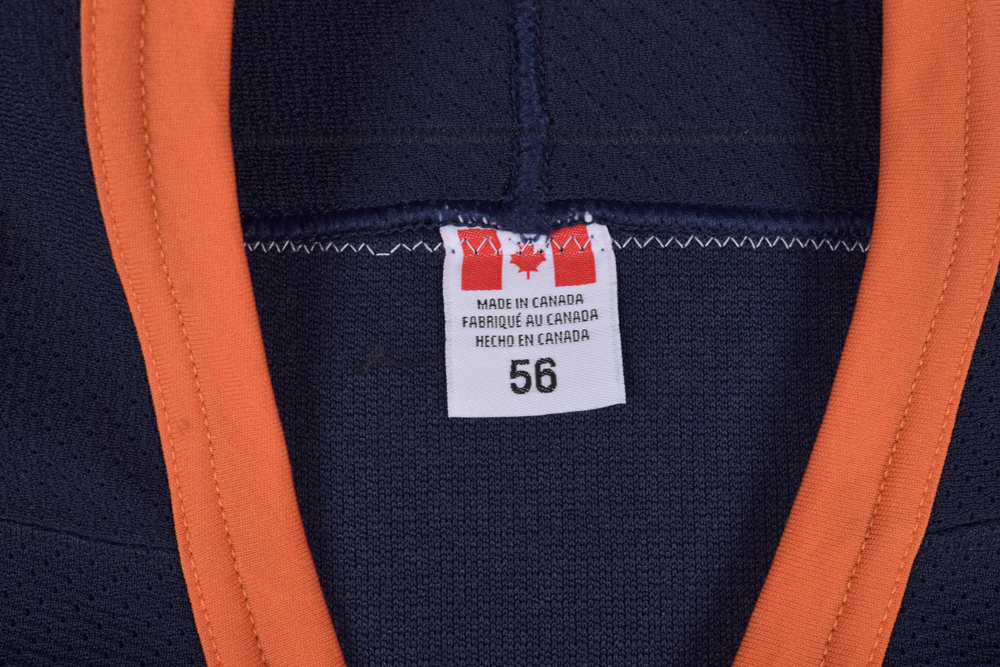 MADE IN CANADA
FABRIQUÉ AU CANADA
HECHO EN CANADA
56